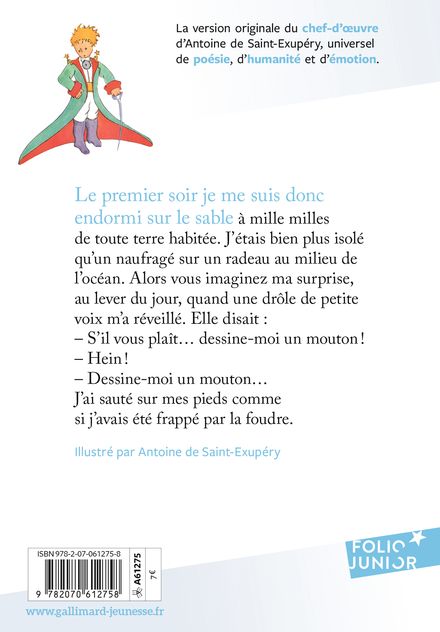 La version originale du chef-d’œuvre
d’Antoine de Saint-Exupéry, universel
de poésie, d’humanité et d’émotion.
Le premier soir je me suis donc
endormi sur le sable à mille milles
de toute terre habitée. J’étais bien plus isolé
qu’un naufragé sur un radeau au milieu de
l’océan. Alors vous imaginez ma surprise,
au lever du jour, quand une drôle de petite
voix m’a réveillé. Elle disait :
– S’il vous plaît… dessine-moi un mouton !
– Hein !
– Dessine-moi un mouton…
J’ai sauté sur mes pieds comme
si j’avais été frappé par la foudre.
Illustré par Antoine de Saint-Exupéry
ISBN 978-2-07-061275-8
9 782070 612758
A61275
7€
www.gallimard-jeunesse.fr
FOLIO
JUNIOR